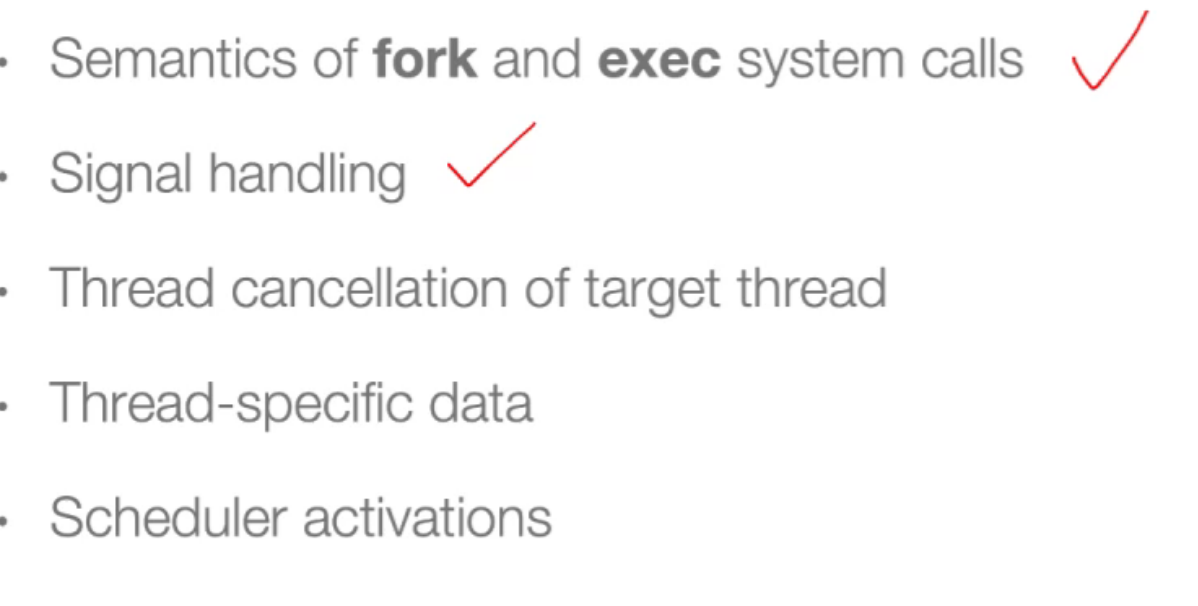 • Semantics of fork and exec system calls
• Signal handling
• Thread cancellation of target thread
• Thread-specific data
• Scheduler activations